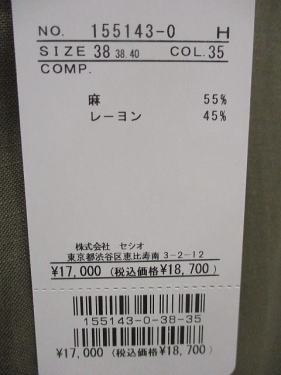 NO. 155143-0 H
SIZE 38 38.40 COL.35
COMP.
麻 55%
レーヨン 45%
株式会社 セシオ
東京都渋谷区恵比寿南3-2-12
¥17,000 (税込価格¥18,700)
155143-0-38-35
¥17,000 (税込価格¥18,700)